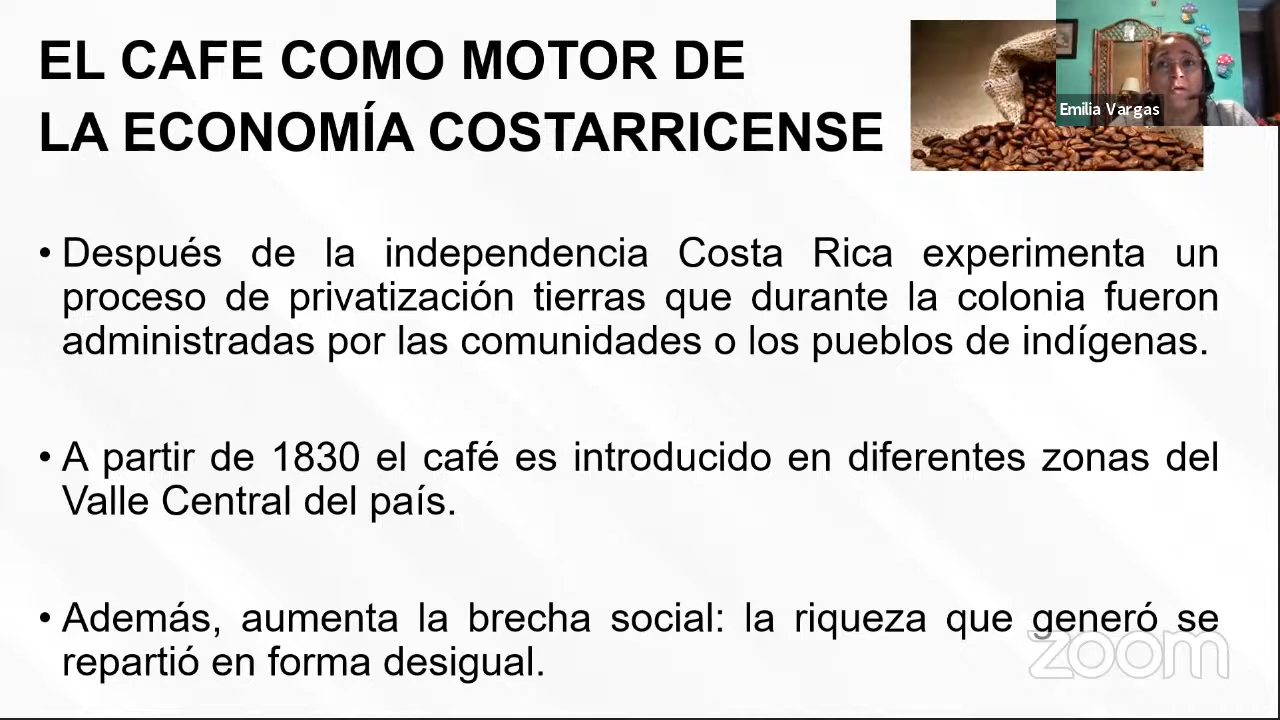 EL CAFE COMO MOTOR DE
LA ECONOMÍA COSTARRICENSE
Emilia Vargas
• Después de la independencia Costa Rica experimenta un
proceso de privatización tierras que durante la colonia fueron
administradas por las comunidades o los pueblos de indígenas.
• A partir de 1830 el café es introducido en diferentes zonas del
Valle Central del país.
• Además, aumenta la brecha social: la riqueza que generó se
repartió en forma desigual.
zoom